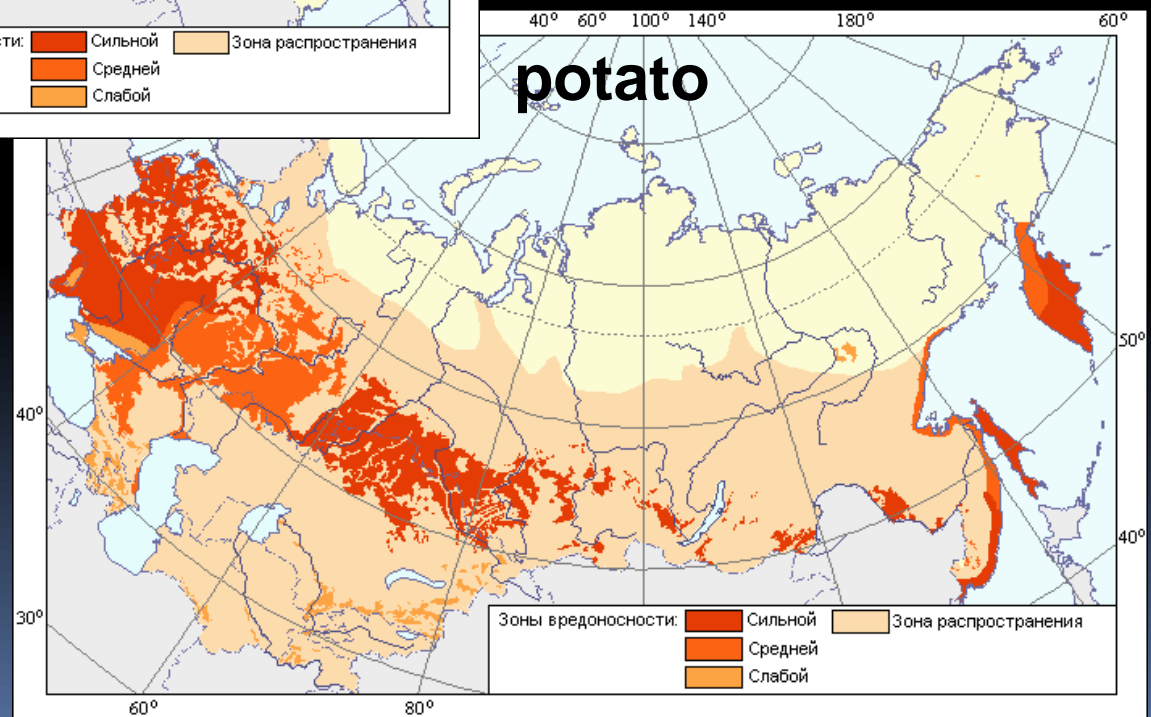 сти: Сильной Зона распространения
Средней
Слабой
40° 60° 100° 140° 180° 60°
potato
50°
40°
40°
30°
Зоны вредоносности: Сильной Зона распространения
Средней
Слабой
60° 80°